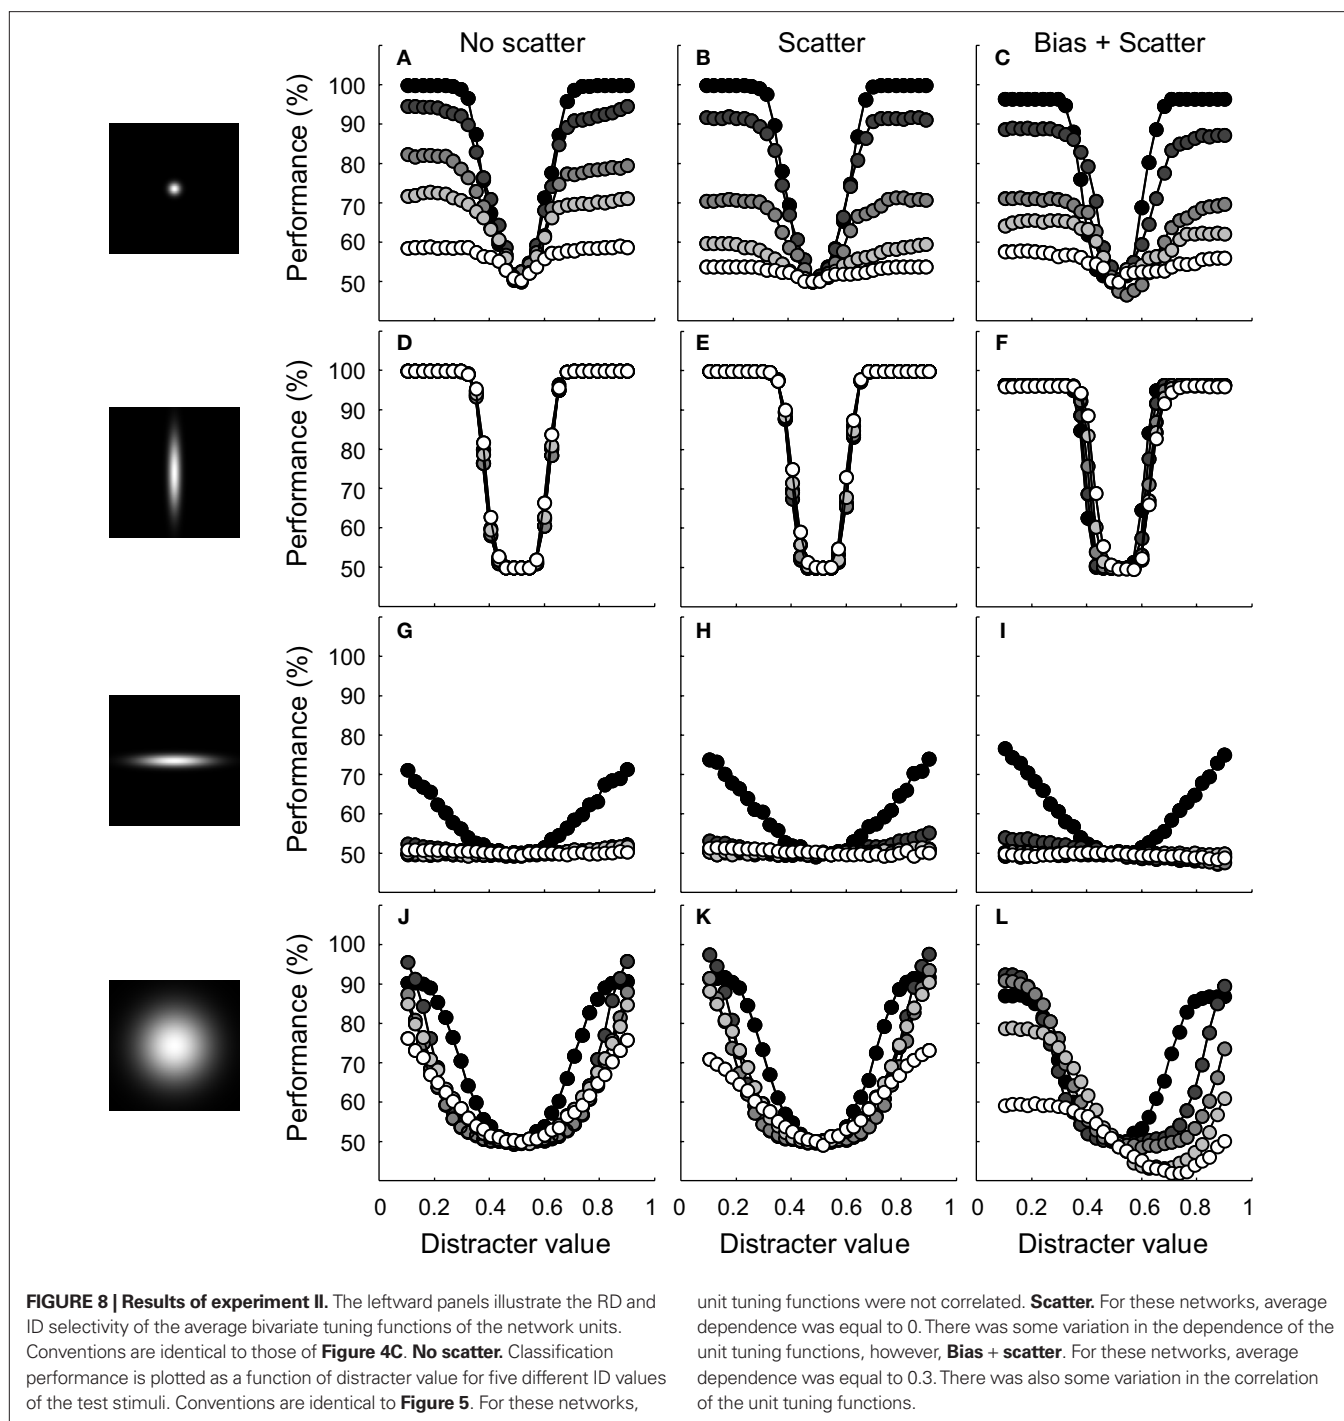 No scatter
Scatter
Bias + Scatter
A
B
C
Performance (%)
100
90
80
70
60
50
D
E
F
Performance (%)
100
90
80
70
60
50
G
H
I
Performance (%)
100
90
80
70
60
50
J
K
L
Performance (%)
100
90
80
70
60
50
0 0.2 0.4 0.6 0.8 1
0 0.2 0.4 0.6 0.8 1
0 0.2 0.4 0.6 0.8 1
Distracter value
Distracter value
Distracter value
FIGURE 8 | Results of experiment II. The leftward panels illustrate the RD and
ID selectivity of the average bivariate tuning functions of the network units.
Conventions are identical to those of Figure 4C. No scatter. Classification
performance is plotted as a function of distracter value for five different ID values
of the test stimuli. Conventions are identical to Figure 5. For these networks,
unit tuning functions were not correlated. Scatter. For these networks, average
dependence was equal to 0. There was some variation in the dependence of the
unit tuning functions, however, Bias + scatter. For these networks, average
dependence was equal to 0.3. There was also some variation in the correlation
of the unit tuning functions.